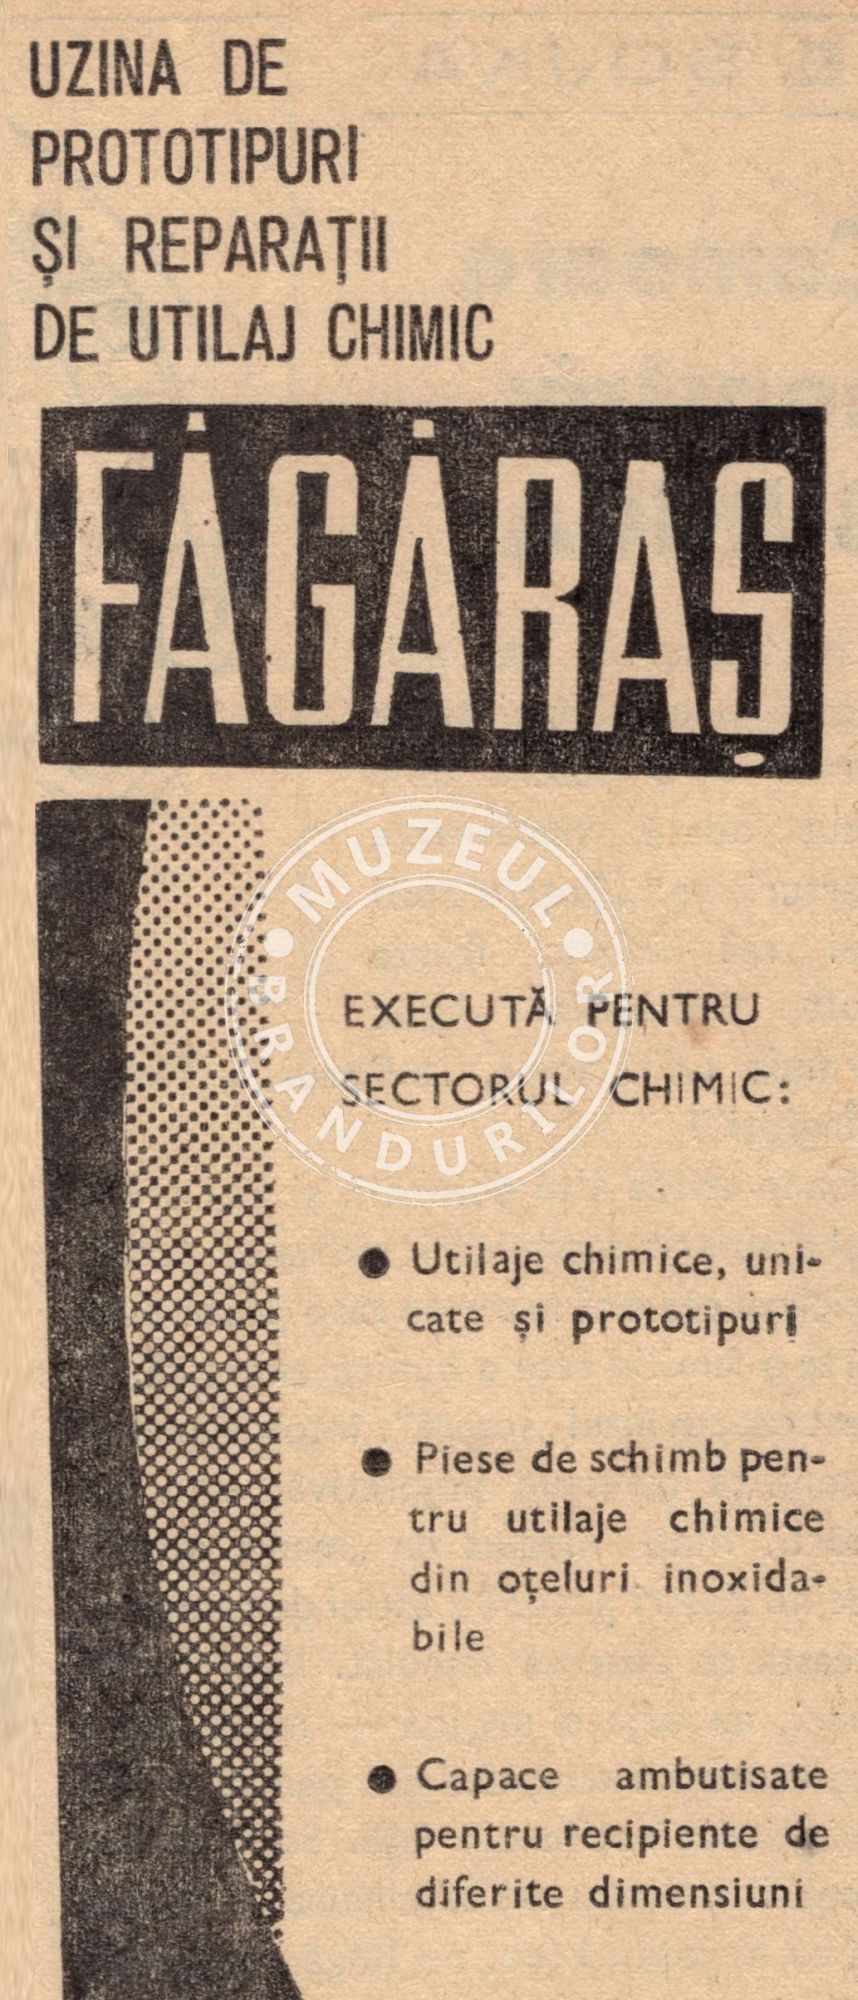 UZINA DE
PROTOTIPURI
ȘI REPARAȚII
DE UTILAJ CHIMIC
FĂGĂRAȘ
MUZEUL
BRANDURILOR
EXECUTĂ PENTRU
SECTORUL CHIMIC:
● Utilaje chimice, uni-
cate și prototipuri
● Piese de schimb pen-
tru utilaje chimice
din oțeluri inoxida-
bile
● Capace ambutisate
pentru recipiente de
diferite dimensiuni